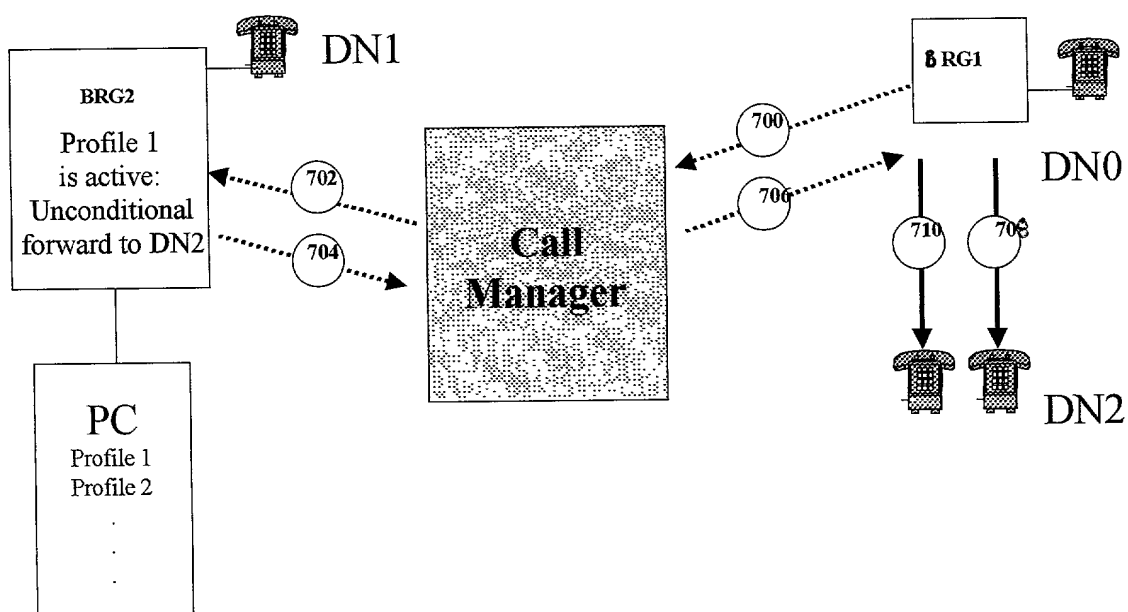 DN1
BRG2
Profile 1
is active:
Unconditional
forward to DN2
702
704
Call
Manager
700
706
BRG1
DN0
710
708
DN2
PC
Profile 1
Profile 2
.
.
.